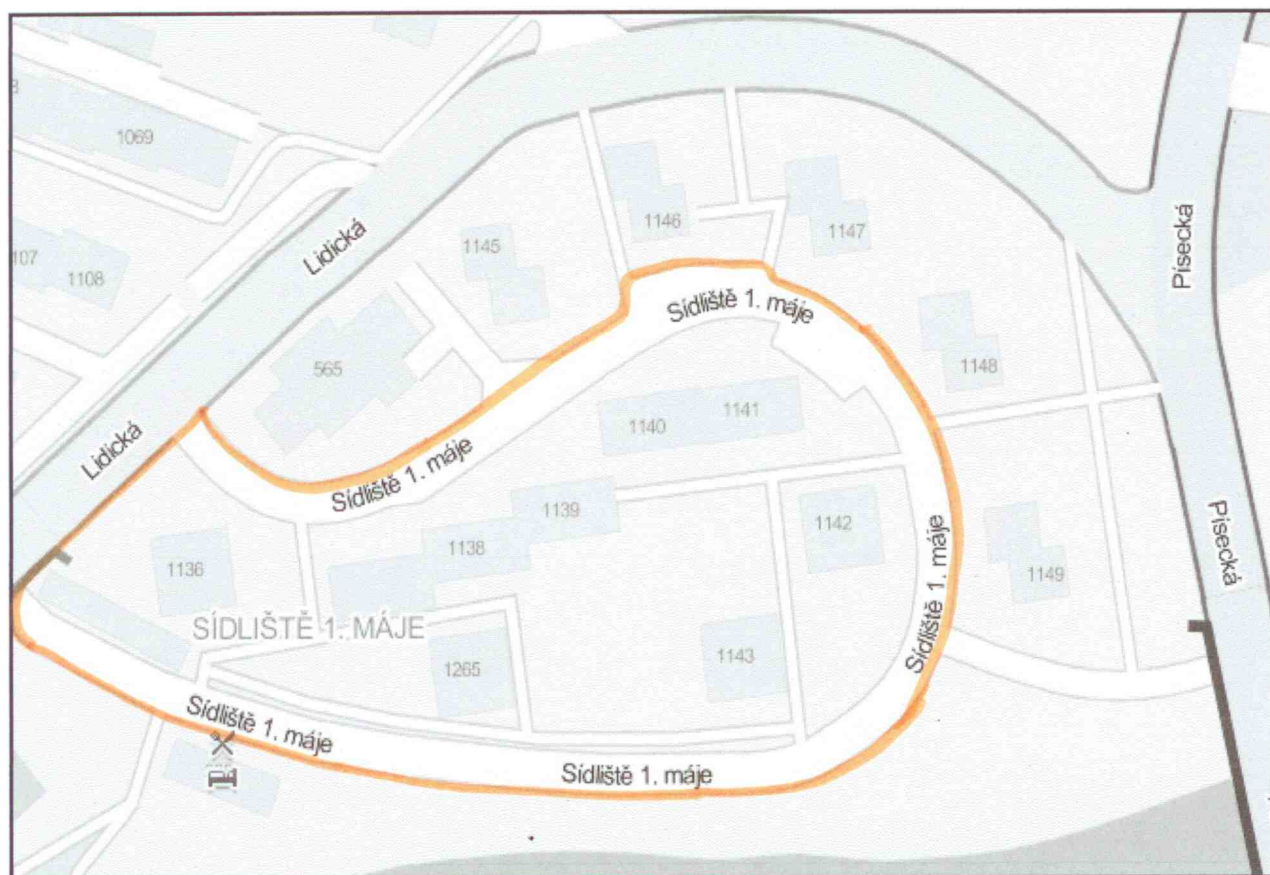 1069
1146
1147
Písecká
1145
Lidická
107
1108
Sídliště 1. máje
1148
565
1141
1140
Lidická
Sídliště 1. máje
1139
1142
Písecká
1138
1136
Sídliště 1. máje
1149
SÍDLIŠTĚ 1. MÁJE
1143
1265
Sídliště 1. máje
Sídliště 1. máje